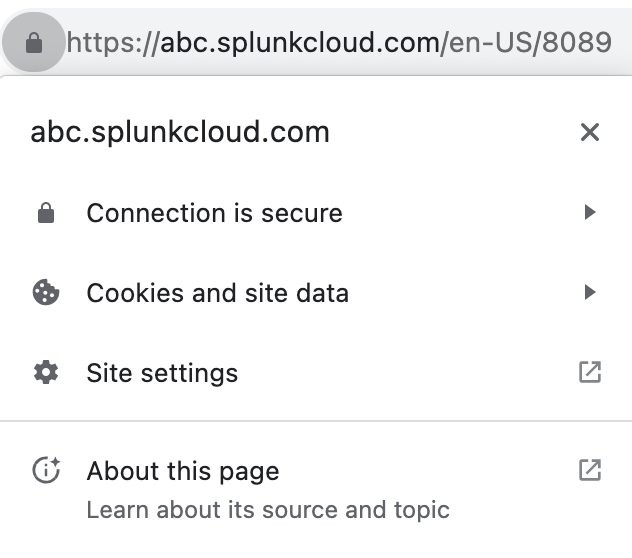 https://abc.splunkcloud.com/en-US/8089
abc.splunkcloud.com
Connection is secure
Cookies and site data
Site settings
About this page
Learn about its source and topic